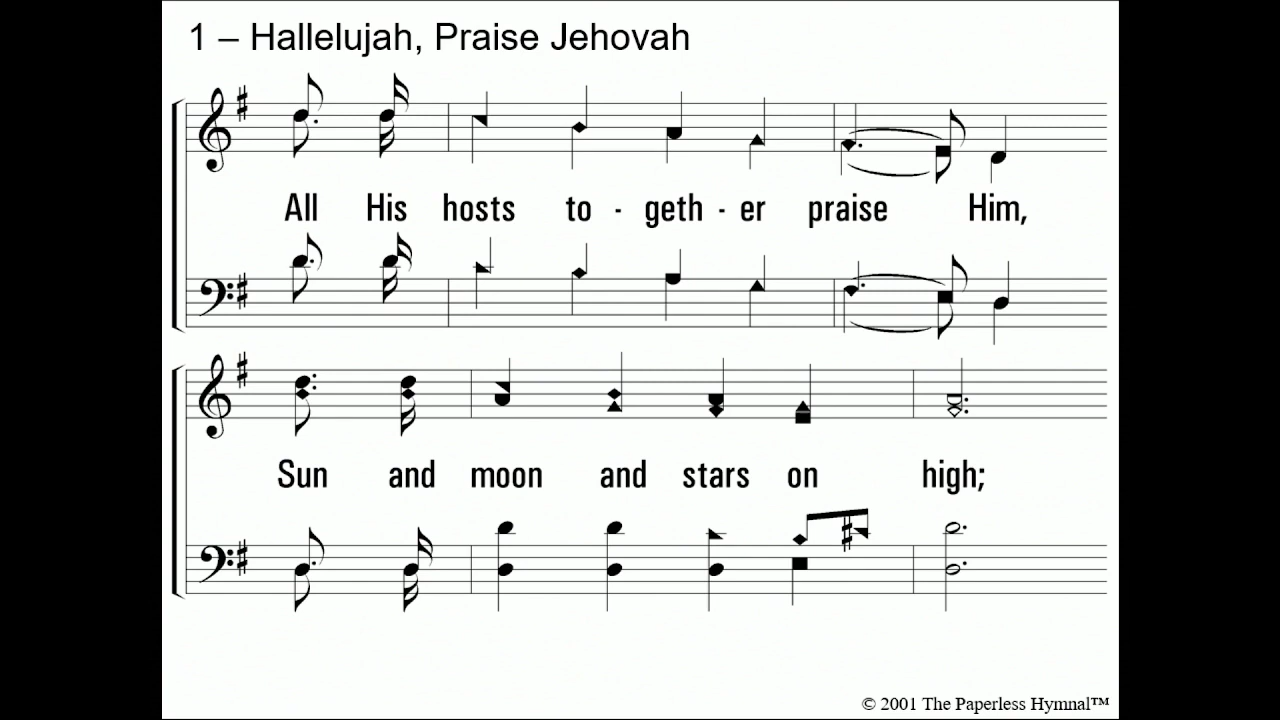 1 – Hallelujah, Praise Jehovah
All His hosts to - geth - er praise Him,
Sun and moon and stars on high;
© 2001 The Paperless Hymnal™